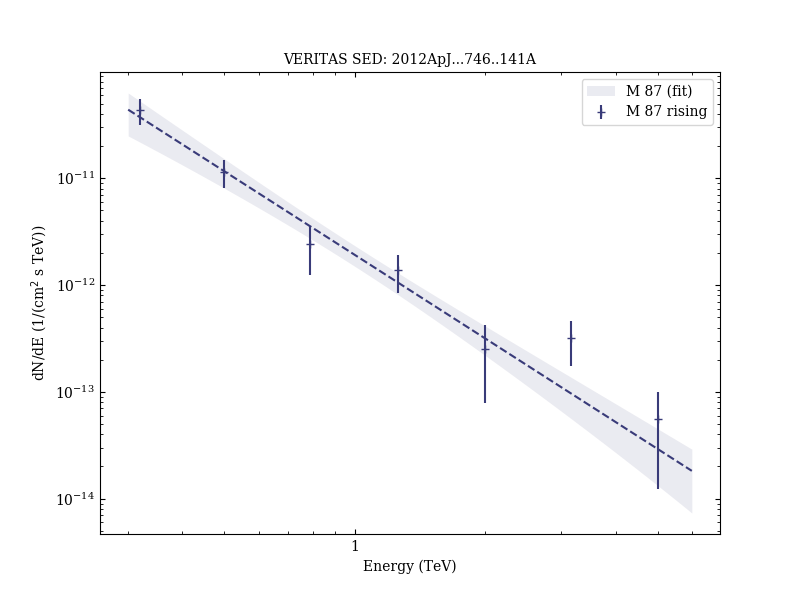 VERITAS SED: 2012ApJ...746..141A
M 87 (fit)
M 87 rising
10⁻¹¹
10⁻¹²
10⁻¹³
10⁻¹⁴
dN/dE (1/(cm² s TeV))
1
Energy (TeV)